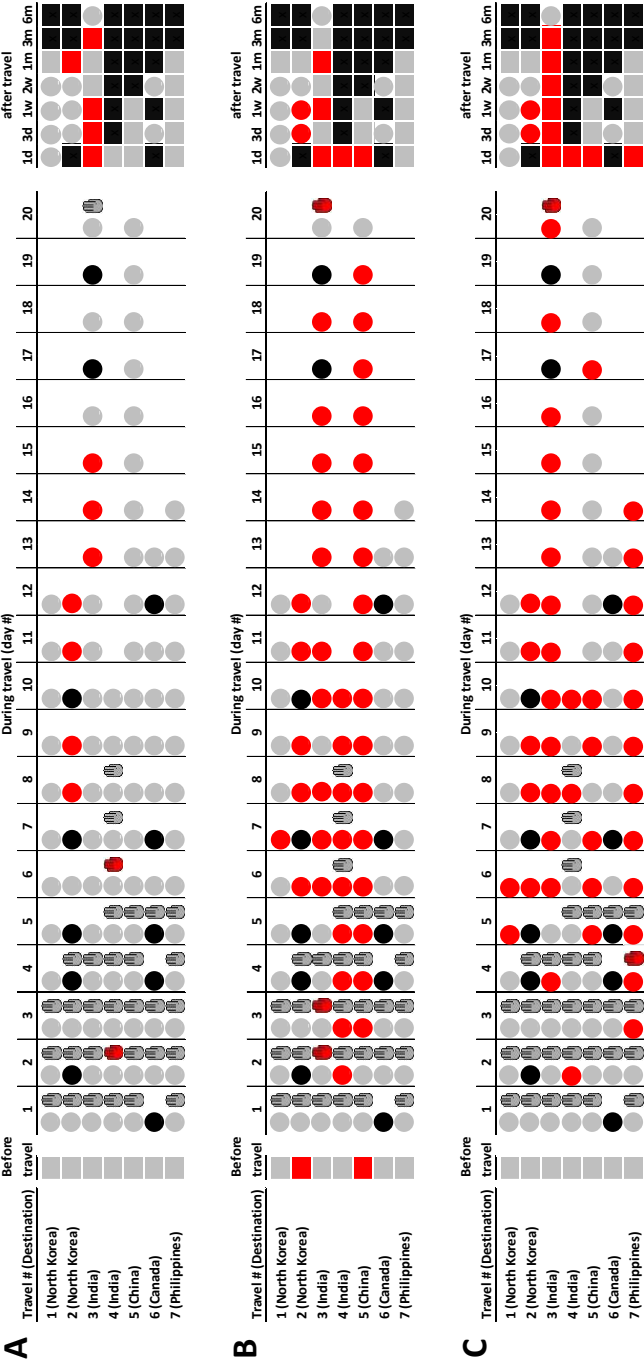 A
Before During travel (day #) after travel
Travel # (Destination) travel 1 2 3 4 5 6 7 8 9 10 11 12 13 14 15 16 17 18 19 20 1d 3d 1w 2w 1m 3m 6m
1 (North Korea)
2 (North Korea)
3 (India)
4 (India)
5 (China)
6 (Canada)
7 (Philippines)
B
Before During travel (day #) after travel
Travel # (Destination) travel 1 2 3 4 5 6 7 8 9 10 11 12 13 14 15 16 17 18 19 20 1d 3d 1w 2w 1m 3m 6m
1 (North Korea)
2 (North Korea)
3 (India)
4 (India)
5 (China)
6 (Canada)
7 (Philippines)
C
Before During travel (day #) after travel
Travel # (Destination) travel 1 2 3 4 5 6 7 8 9 10 11 12 13 14 15 16 17 18 19 20 1d 3d 1w 2w 1m 3m 6m
1 (North Korea)
2 (North Korea)
3 (India)
4 (India)
5 (China)
6 (Canada)
7 (Philippines)